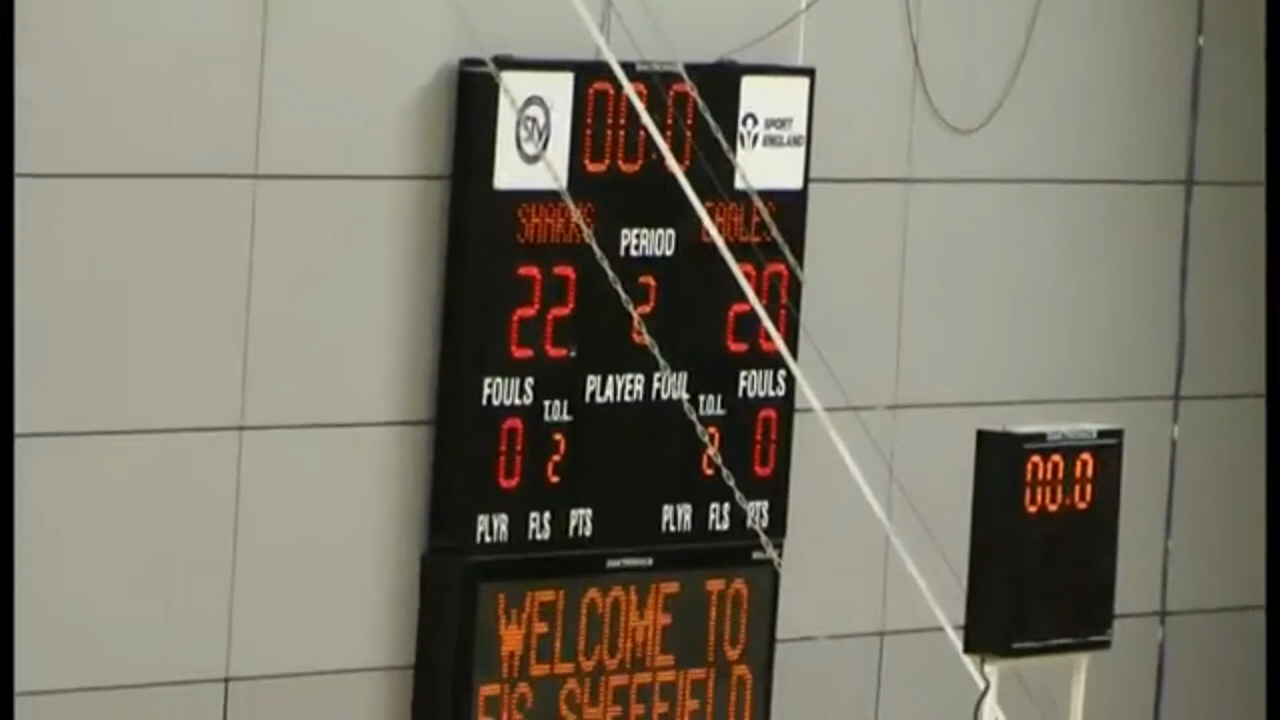 00.0
SPORT ENGLAND
SHARKS EAGLES
PERIOD
22 2 20
FOULS PLAYER FOUL FOULS
T.O.L. T.O.L.
0 2 0
PLYR FLS PTS PLYR FLS PTS
WELCOME TO
EIS SHEFFIELD
00.0